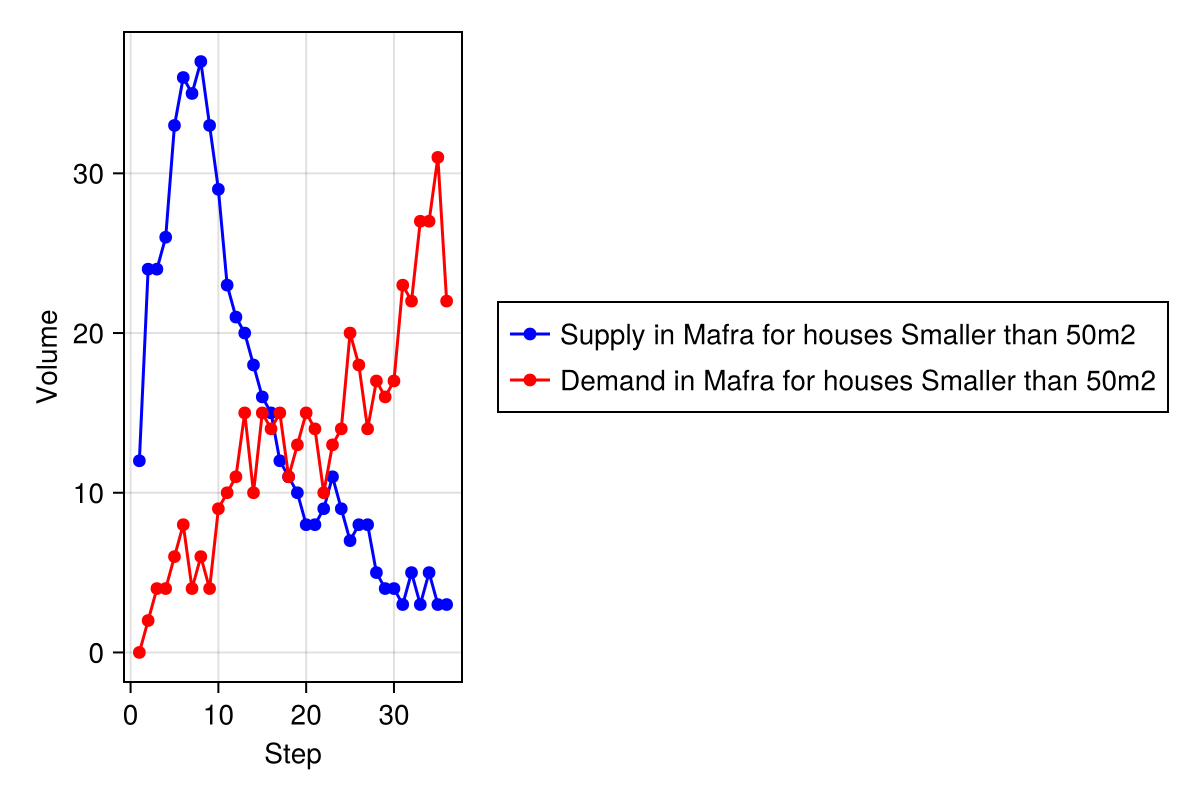 Volume
30
20
10
0
0 10 20 30
Step
Supply in Mafra for houses Smaller than 50m2
Demand in Mafra for houses Smaller than 50m2